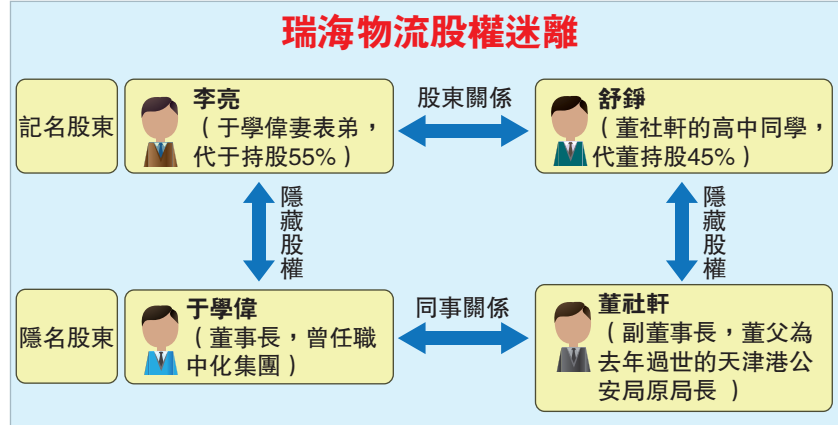 瑞海物流股權迷離
記名股東
李亮
（于學偉妻表弟，
代于持股55%）
股東關係
舒錚
（董社軒的高中同學，
代董持股45%）
隱藏股權
隱藏股權
隱名股東
于學偉
（董事長，曾任職
中化集團）
同事關係
董社軒
（副董事長，董父為
去年過世的天津港公
安局原局長 ）